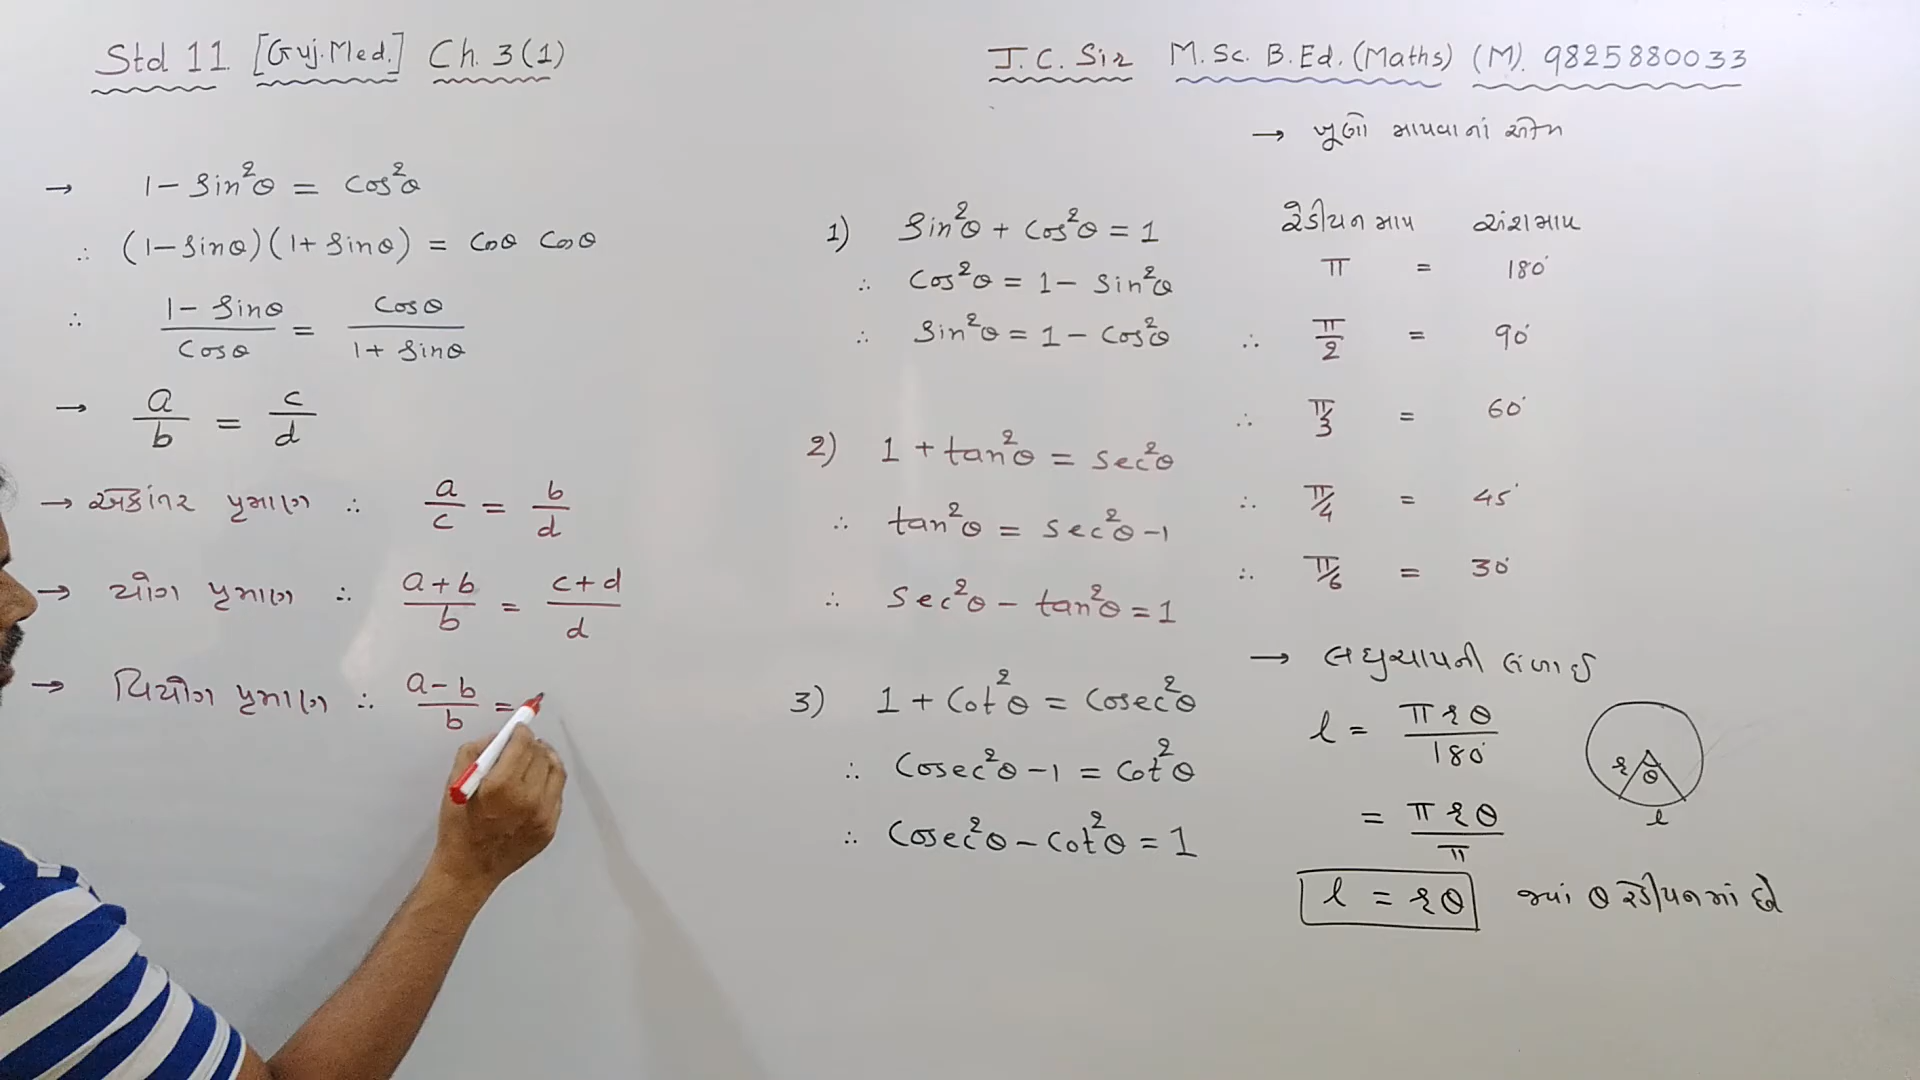 Std 11 [Guj.Med.] Ch. 3(1)
J.C. Sir M.Sc. B.Ed. (Maths) (M). 9825880033
→ 1 - Sin²θ = Cos²θ
∴ (1 - Sinθ)(1 + Sinθ) = Cosθ Cosθ
∴ (1 - Sinθ)/Cosθ = Cosθ/(1 + Sinθ)
→ a/b = c/d
→ એકાંતર પ્રમાણ ∴ a/c = b/d
→ યોગ પ્રમાણ ∴ (a+b)/b = (c+d)/d
→ વિયોગ પ્રમાણ ∴ (a-b)/b =
1) Sin²θ + Cos²θ = 1
∴ Cos²θ = 1 - Sin²θ
∴ Sin²θ = 1 - Cos²θ
2) 1 + tan²θ = Sec²θ
∴ tan²θ = Sec²θ - 1
∴ Sec²θ - tan²θ = 1
3) 1 + Cot²θ = Cosec²θ
∴ Cosec²θ - 1 = Cot²θ
∴ Cosec²θ - Cot²θ = 1
→ ખૂણો માપવાનાં એકમ
રેડીયન માપ અંશ માપ
π = 180°
∴ π/2 = 90°
∴ π/3 = 60°
∴ π/4 = 45°
∴ π/6 = 30°
→ લઘુચાપની લંબાઈ
l = πrθ/180°
= πrθ/π
l = rθ જ્યાં θ રેડીયનમાં છે
r θ
l